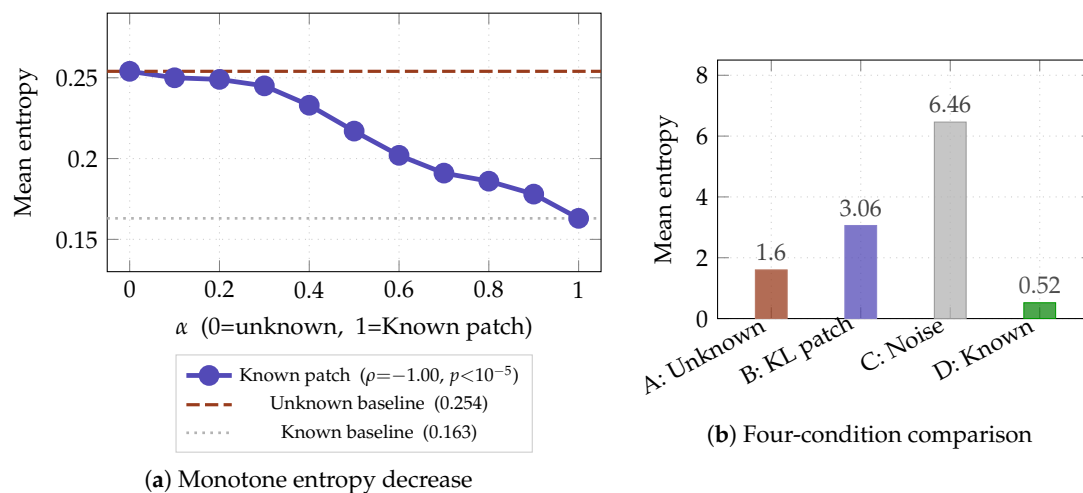 Mean entropy
0.25
0.2
0.15
0 0.2 0.4 0.6 0.8 1
α (0=unknown, 1=Known patch)
Known patch (ρ=−1.00, p<10⁻⁵)
Unknown baseline (0.254)
Known baseline (0.163)
(a) Monotone entropy decrease
Mean entropy
8
6
4
2
0
1.6
3.06
6.46
0.52
A: Unknown
B: KL patch
C: Noise
D: Known
(b) Four-condition comparison